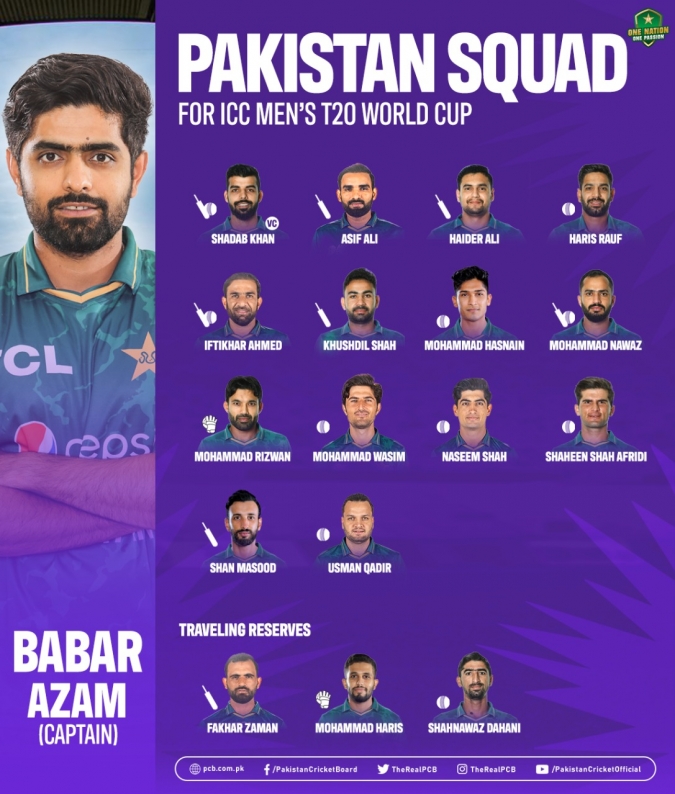 ONE NATION
ONE PASSION
PAKISTAN SQUAD
FOR ICC MEN'S T20 WORLD CUP
VC
SHADAB KHAN
ASIF ALI
HAIDER ALI
HARIS RAUF
IFTIKHAR AHMED
KHUSHDIL SHAH
MOHAMMAD HASNAIN
MOHAMMAD NAWAZ
MOHAMMAD RIZWAN
MOHAMMAD WASIM
NASEEM SHAH
SHAHEEN SHAH AFRIDI
SHAN MASOOD
USMAN QADIR
TRAVELING RESERVES
FAKHAR ZAMAN
MOHAMMAD HARIS
SHAHNAWAZ DAHANI
TCL
peps
BABAR
AZAM
(CAPTAIN)
pcb.com.pk
/PakistanCricketBoard
TheRealPCB
TheRealPCB
/PakistanCricketOfficial